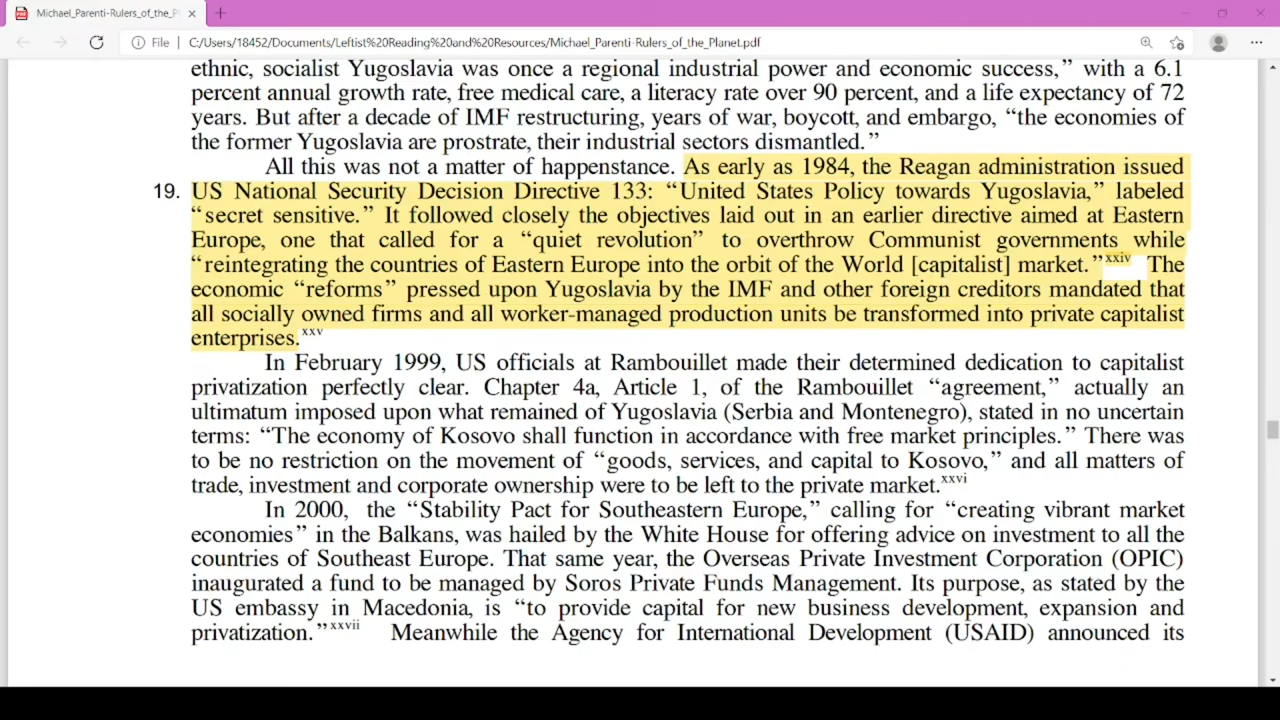 Michael_Parenti-Rulers_of_the_Pl
File | C:/Users/18452/Documents/Leftist%20Reading%20and%20Resources/Michael_Parenti-Rulers_of_the_Planet.pdf
ethnic, socialist Yugoslavia was once a regional industrial power and economic success,” with a 6.1
percent annual growth rate, free medical care, a literacy rate over 90 percent, and a life expectancy of 72
years. But after a decade of IMF restructuring, years of war, boycott, and embargo, “the economies of
the former Yugoslavia are prostrate, their industrial sectors dismantled.”
All this was not a matter of happenstance. As early as 1984, the Reagan administration issued
19. US National Security Decision Directive 133: “United States Policy towards Yugoslavia,” labeled
“secret sensitive.” It followed closely the objectives laid out in an earlier directive aimed at Eastern
Europe, one that called for a “quiet revolution” to overthrow Communist governments while
“reintegrating the countries of Eastern Europe into the orbit of the World [capitalist] market.”xxiv The
economic “reforms” pressed upon Yugoslavia by the IMF and other foreign creditors mandated that
all socially owned firms and all worker-managed production units be transformed into private capitalist
enterprises.xxv
In February 1999, US officials at Rambouillet made their determined dedication to capitalist
privatization perfectly clear. Chapter 4a, Article 1, of the Rambouillet “agreement,” actually an
ultimatum imposed upon what remained of Yugoslavia (Serbia and Montenegro), stated in no uncertain
terms: “The economy of Kosovo shall function in accordance with free market principles.” There was
to be no restriction on the movement of “goods, services, and capital to Kosovo,” and all matters of
trade, investment and corporate ownership were to be left to the private market.xxvi
In 2000, the “Stability Pact for Southeastern Europe,” calling for “creating vibrant market
economies” in the Balkans, was hailed by the White House for offering advice on investment to all the
countries of Southeast Europe. That same year, the Overseas Private Investment Corporation (OPIC)
inaugurated a fund to be managed by Soros Private Funds Management. Its purpose, as stated by the
US embassy in Macedonia, is “to provide capital for new business development, expansion and
privatization.”xxvii Meanwhile the Agency for International Development (USAID) announced its